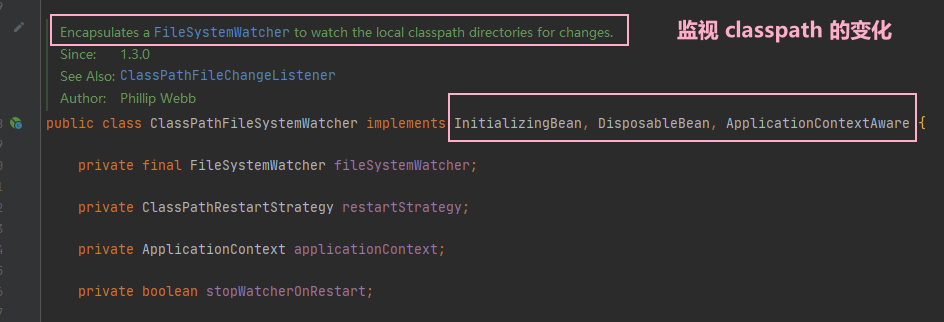 Encapsulates a FileSystemWatcher to watch the local classpath directories for changes.
监视 classpath 的变化
Since: 1.3.0
See Also: ClassPathFileChangeListener
Author: Phillip Webb
public class ClassPathFileSystemWatcher implements InitializingBean, DisposableBean, ApplicationContextAware {
private final FileSystemWatcher fileSystemWatcher;
private ClassPathRestartStrategy restartStrategy;
private ApplicationContext applicationContext;
private boolean stopWatcherOnRestart;